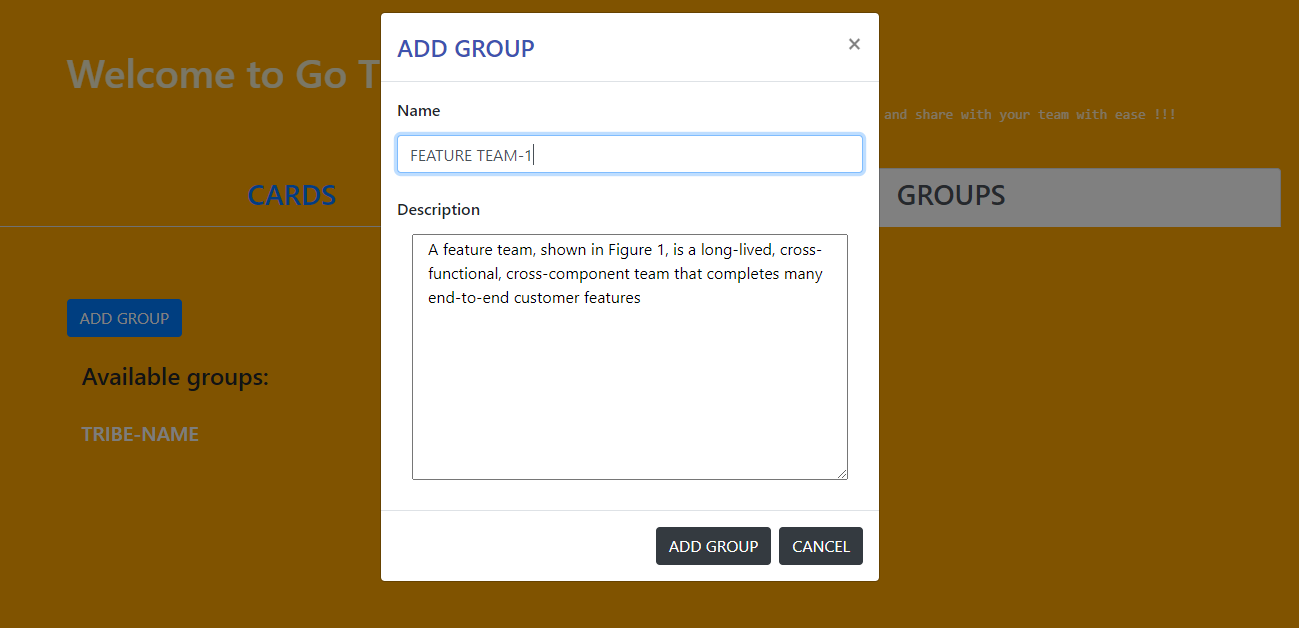 ADD GROUP
×
Welcome to Go T
and share with your team with ease !!!
Name
FEATURE TEAM-1
CARDS
GROUPS
Description
A feature team, shown in Figure 1, is a long-lived, cross-
functional, cross-component team that completes many
end-to-end customer features
ADD GROUP
Available groups:
TRIBE-NAME
ADD GROUP
CANCEL